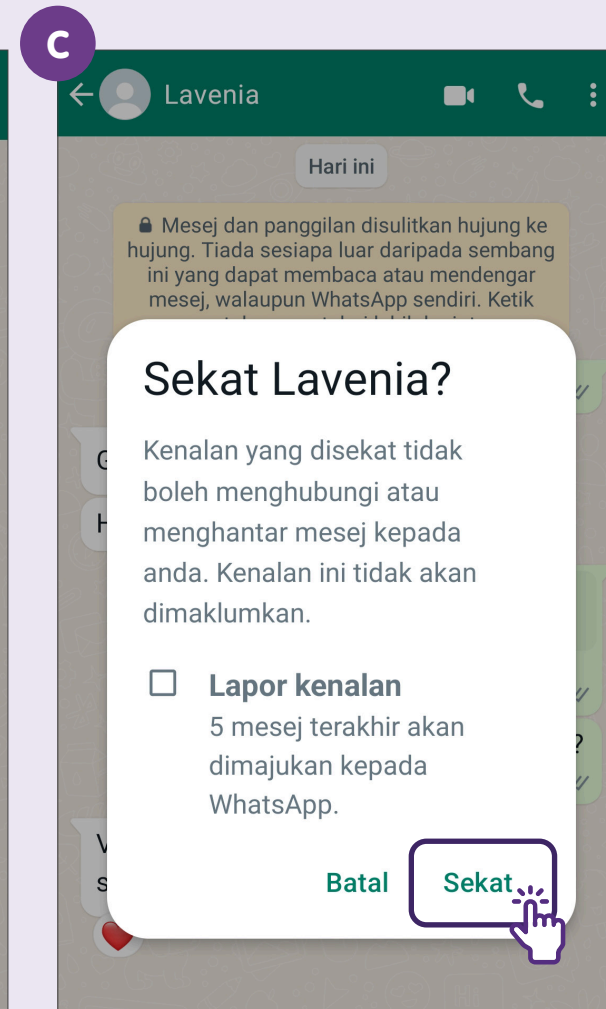 C
Lavenia
Hari ini
Mesej dan panggilan disulitkan hujung ke
hujung. Tiada sesiapa luar daripada sembang
ini yang dapat membaca atau mendengar
mesej, walaupun WhatsApp sendiri. Ketik
Sekat Lavenia?
Kenalan yang disekat tidak
boleh menghubungi atau
menghantar mesej kepada
anda. Kenalan ini tidak akan
dimaklumkan.
Lapor kenalan
5 mesej terakhir akan
dimajukan kepada
WhatsApp.
?
Batal Sekat